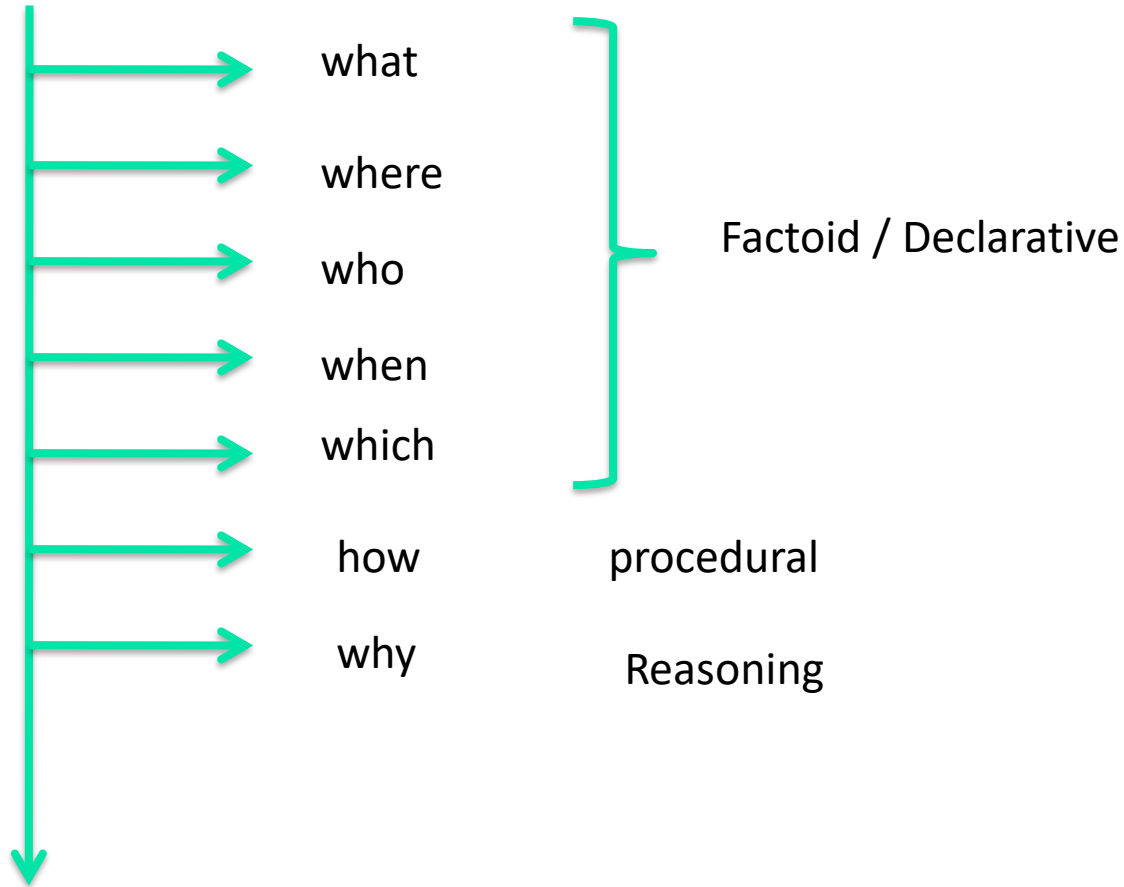 what
where
Factoid / Declarative
who
when
which
how procedural
why Reasoning